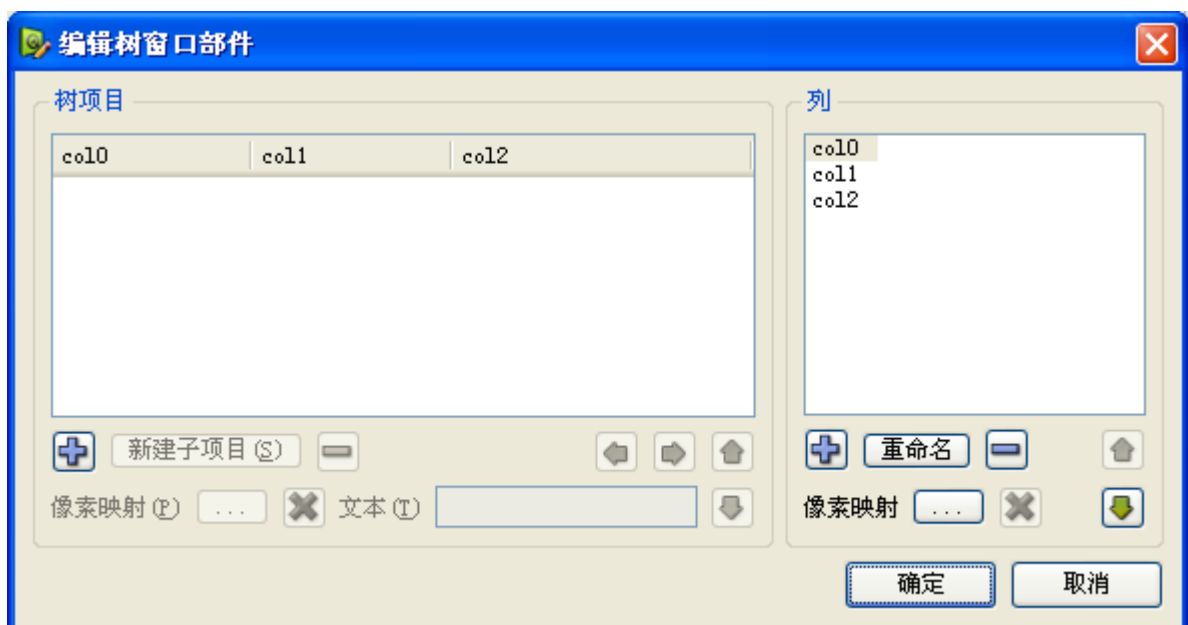 编辑树窗口部件
树项目
col0 col1 col2
新建子项目(S)
像素映射(P) ... 文本(T)
列
col0
col1
col2
重命名
像素映射 ...
确定 取消